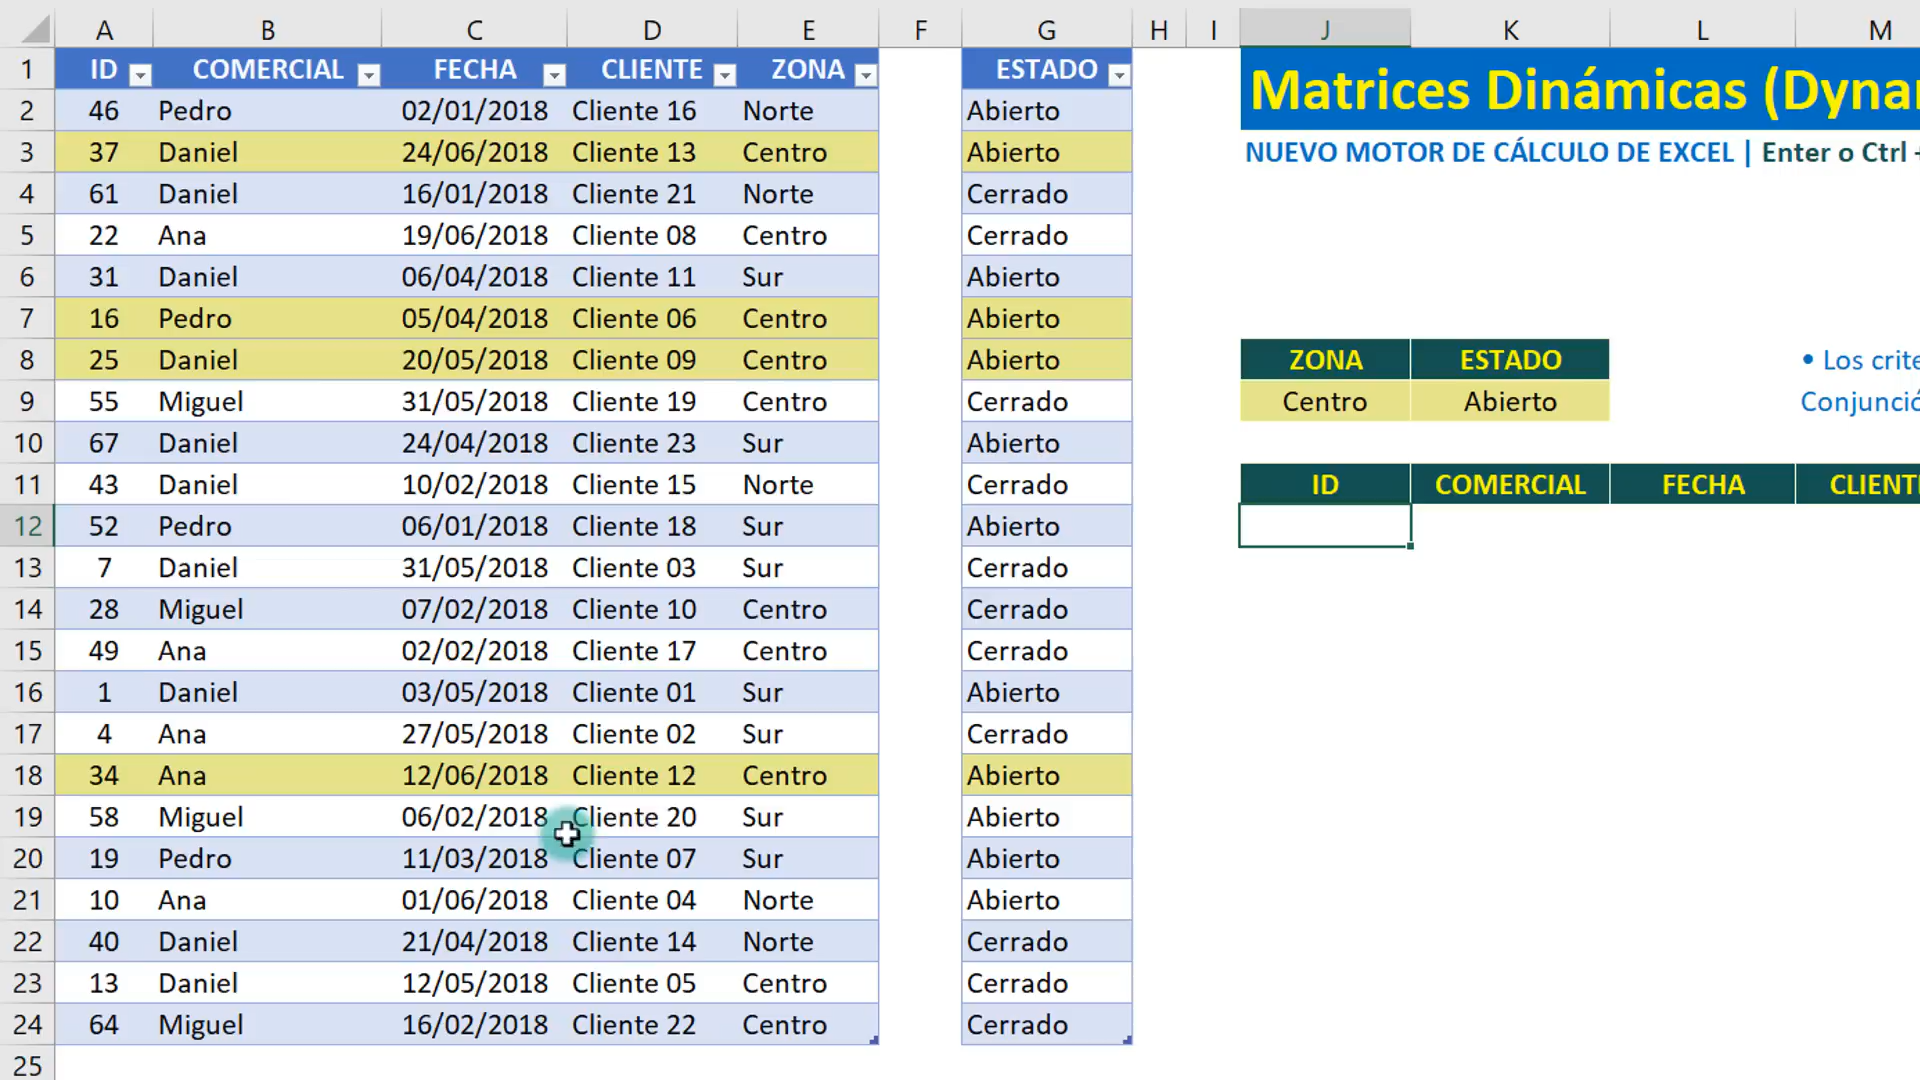 A B C D E F G H I J K L M
1 ID COMERCIAL FECHA CLIENTE ZONA ESTADO Matrices Dinámicas (Dynar
2 46 Pedro 02/01/2018 Cliente 16 Norte Abierto
3 37 Daniel 24/06/2018 Cliente 13 Centro Abierto NUEVO MOTOR DE CÁLCULO DE EXCEL | Enter o Ctrl +
4 61 Daniel 16/01/2018 Cliente 21 Norte Cerrado
5 22 Ana 19/06/2018 Cliente 08 Centro Cerrado
6 31 Daniel 06/04/2018 Cliente 11 Sur Abierto
7 16 Pedro 05/04/2018 Cliente 06 Centro Abierto
8 25 Daniel 20/05/2018 Cliente 09 Centro Abierto ZONA ESTADO • Los crite
9 55 Miguel 31/05/2018 Cliente 19 Centro Cerrado Centro Abierto Conjunció
10 67 Daniel 24/04/2018 Cliente 23 Sur Abierto
11 43 Daniel 10/02/2018 Cliente 15 Norte Cerrado ID COMERCIAL FECHA CLIENTE
12 52 Pedro 06/01/2018 Cliente 18 Sur Abierto
13 7 Daniel 31/05/2018 Cliente 03 Sur Cerrado
14 28 Miguel 07/02/2018 Cliente 10 Centro Cerrado
15 49 Ana 02/02/2018 Cliente 17 Centro Cerrado
16 1 Daniel 03/05/2018 Cliente 01 Sur Abierto
17 4 Ana 27/05/2018 Cliente 02 Sur Cerrado
18 34 Ana 12/06/2018 Cliente 12 Centro Abierto
19 58 Miguel 06/02/2018 Cliente 20 Sur Abierto
20 19 Pedro 11/03/2018 Cliente 07 Sur Abierto
21 10 Ana 01/06/2018 Cliente 04 Norte Abierto
22 40 Daniel 21/04/2018 Cliente 14 Norte Cerrado
23 13 Daniel 12/05/2018 Cliente 05 Centro Cerrado
24 64 Miguel 16/02/2018 Cliente 22 Centro Cerrado
25